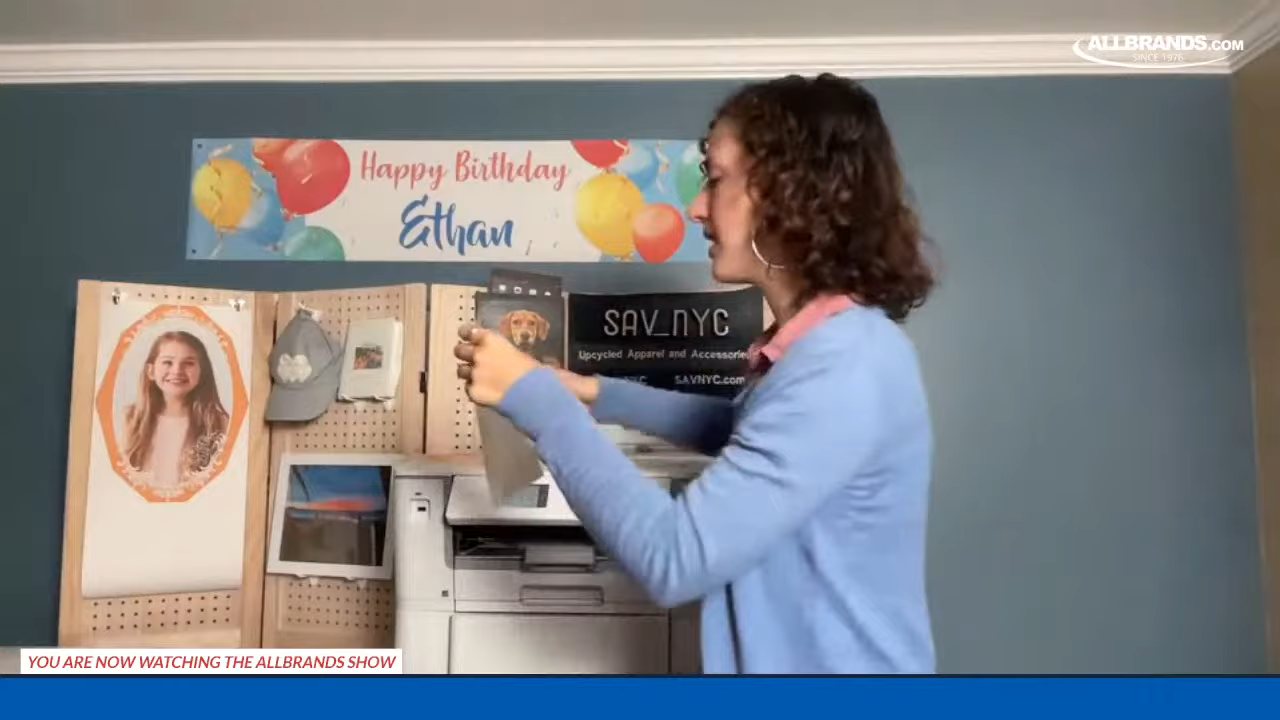 ALLBRANDS.COM
SINCE 1976
Happy Birthday
Ethan
SAV_NYC
Upcycled Apparel and Accessories
SAVNYC.com
YOU ARE NOW WATCHING THE ALLBRANDS SHOW